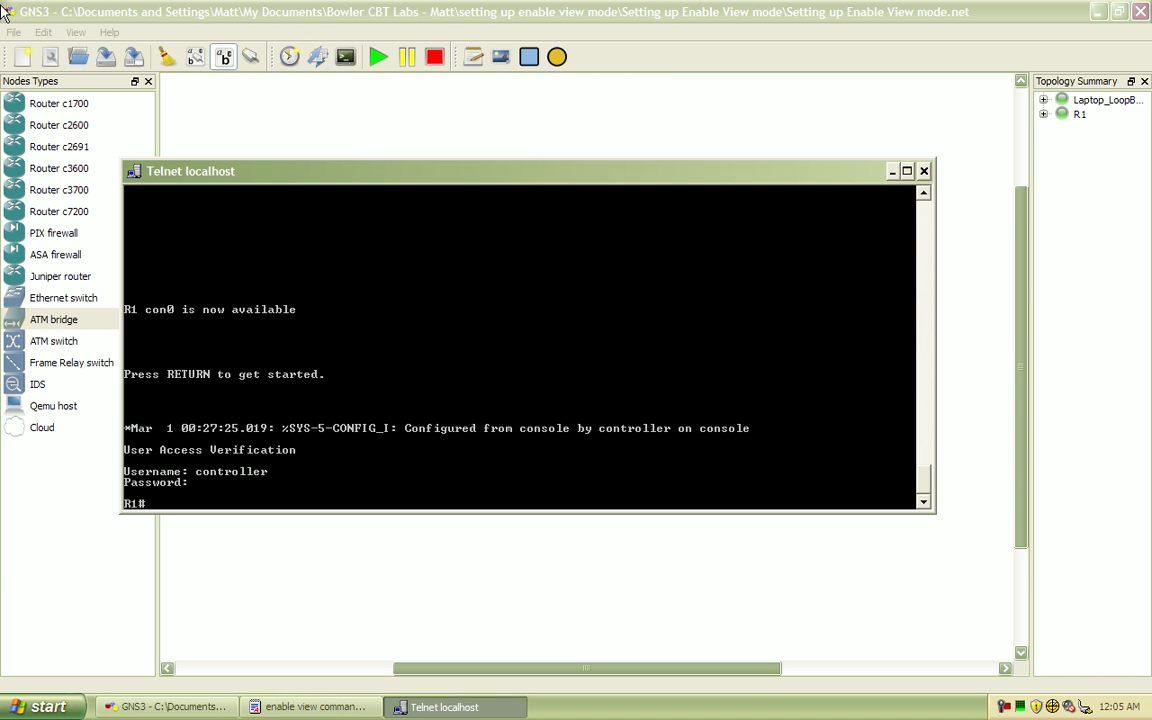 GNS3 - C:\Documents and Settings\Matt\My Documents\Bowler CBT Labs - Matt\setting up enable view mode\Setting up Enable View mode\Setting up Enable View mode.net
File Edit View Help
Nodes Types
Router c1700
Router c2600
Router c2691
Router c3600
Router c3700
Router c7200
PIX firewall
ASA firewall
Juniper router
Ethernet switch
ATM bridge
ATM switch
Frame Relay switch
IDS
Qemu host
Cloud
Telnet localhost
R1 con0 is now available
Press RETURN to get started.
*Mar  1 00:27:25.019: %SYS-5-CONFIG_I: Configured from console by controller on console
User Access Verification
Username: controller
Password:
R1#
Topology Summary
Laptop_LoopB...
R1
start
GNS3 - C:\Documents...
enable view comman...
Telnet localhost
12:05 AM